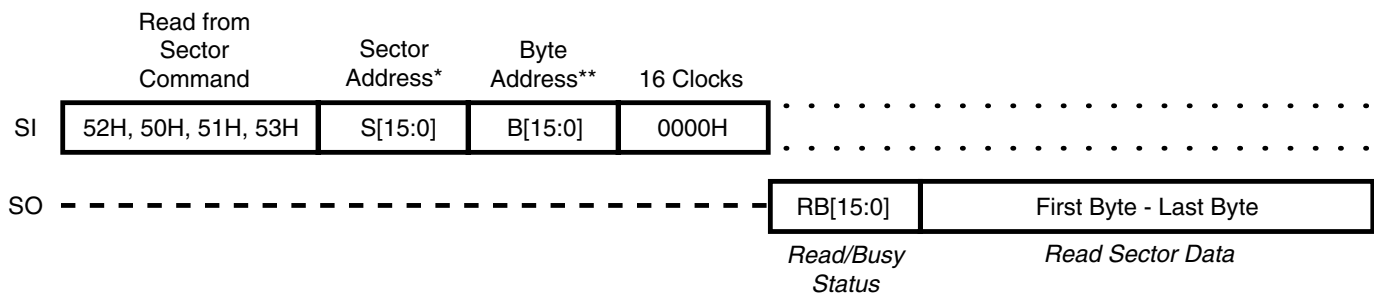 Read from
Sector
Command
Sector
Address*
Byte
Address**
16 Clocks
SI
52H, 50H, 51H, 53H
S[15:0]
B[15:0]
0000H
SO
RB[15:0]
First Byte - Last Byte
Read/Busy
Status
Read Sector Data